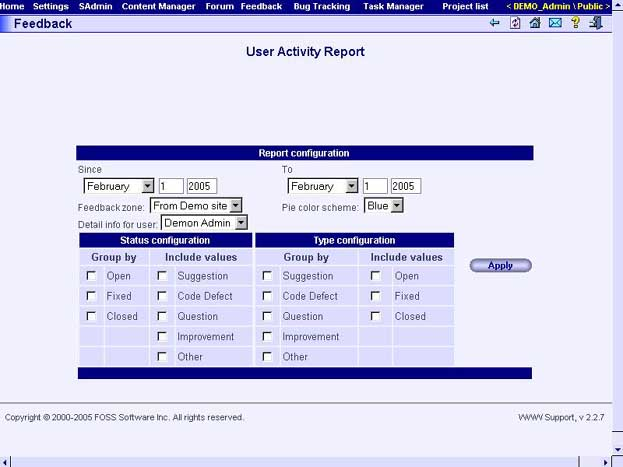 Home Settings SAdmin Content Manager Forum Feedback Bug Tracking Task Manager Project list < DEMO_Admin \ Public >
Feedback
User Activity Report
Report configuration
Since To
February 1 2005 February 1 2005
Feedback zone: From Demo site Pie color scheme: Blue
Detail info for user: Demon Admin
Status configuration Type configuration
Group by Include values Group by Include values
Open Suggestion Suggestion Open
Fixed Code Defect Code Defect Fixed
Closed Question Question Closed
Improvement Improvement
Other Other
Apply
Copyright © 2000-2005 FOSS Software Inc. All rights reserved. WWW Support, v 2.2.7